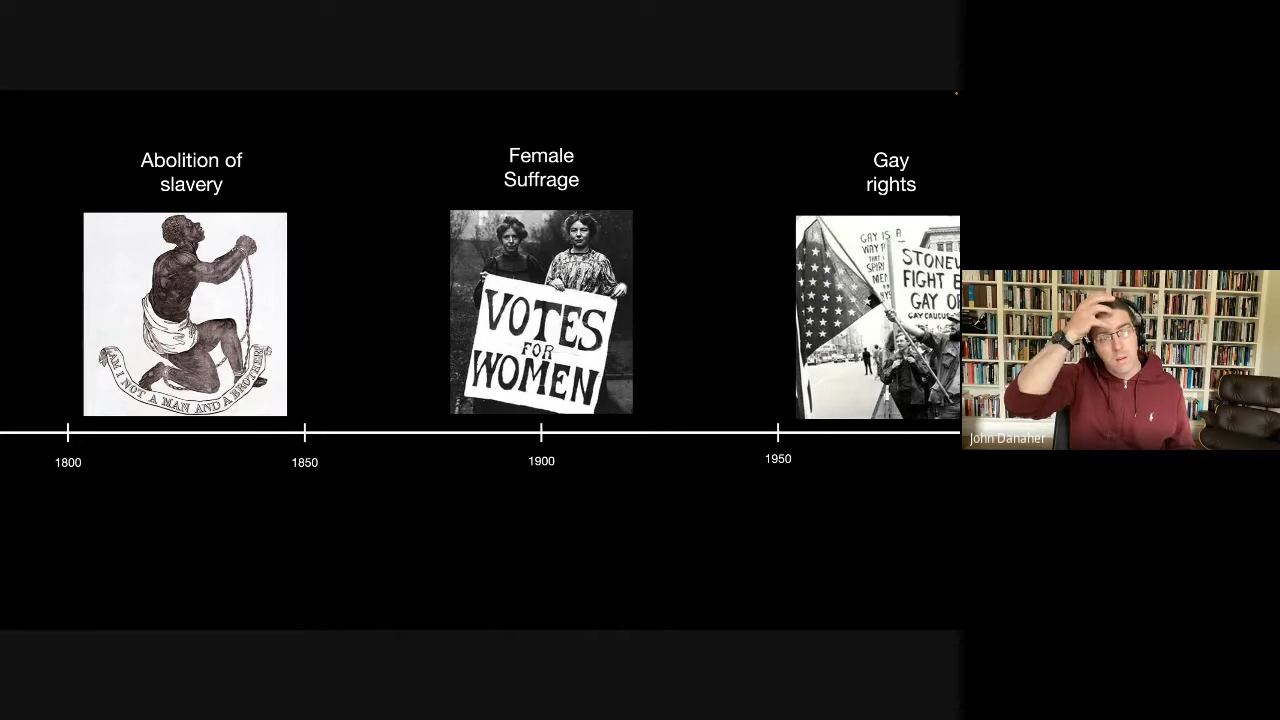 Abolition of
slavery
Female
Suffrage
Gay
rights
AM I NOT A MAN AND A BROTHER
VOTES
FOR
WOMEN
GAY IS A
STONEW
FIGHT B
GAY
GAY CAUCUS
1800
1850
1900
1950
John Danaher